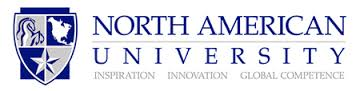 NORTH AMERICAN
UNIVERSITY
INSPIRATION INNOVATION GLOBAL COMPETENCE